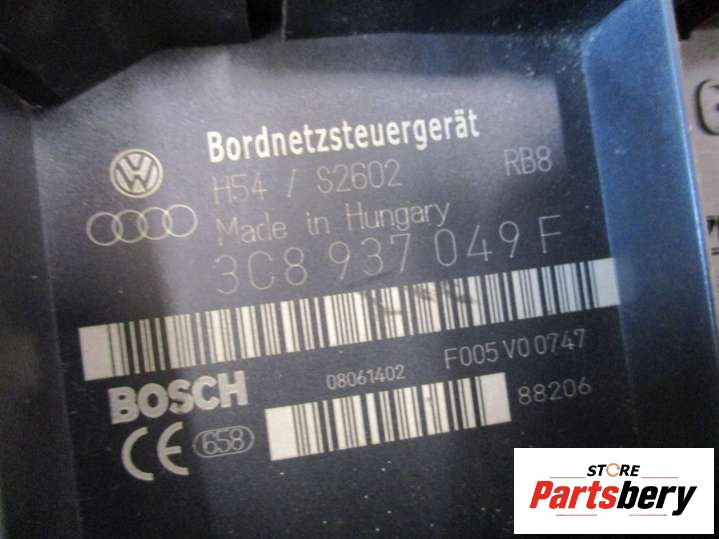 Bordnetzsteuergerät
H54 / S2602 RB8
Made in Hungary
3C8 937 049 F
BOSCH
08061402
F005 V0 0747
88206
CE
658
STORE
Partsbery